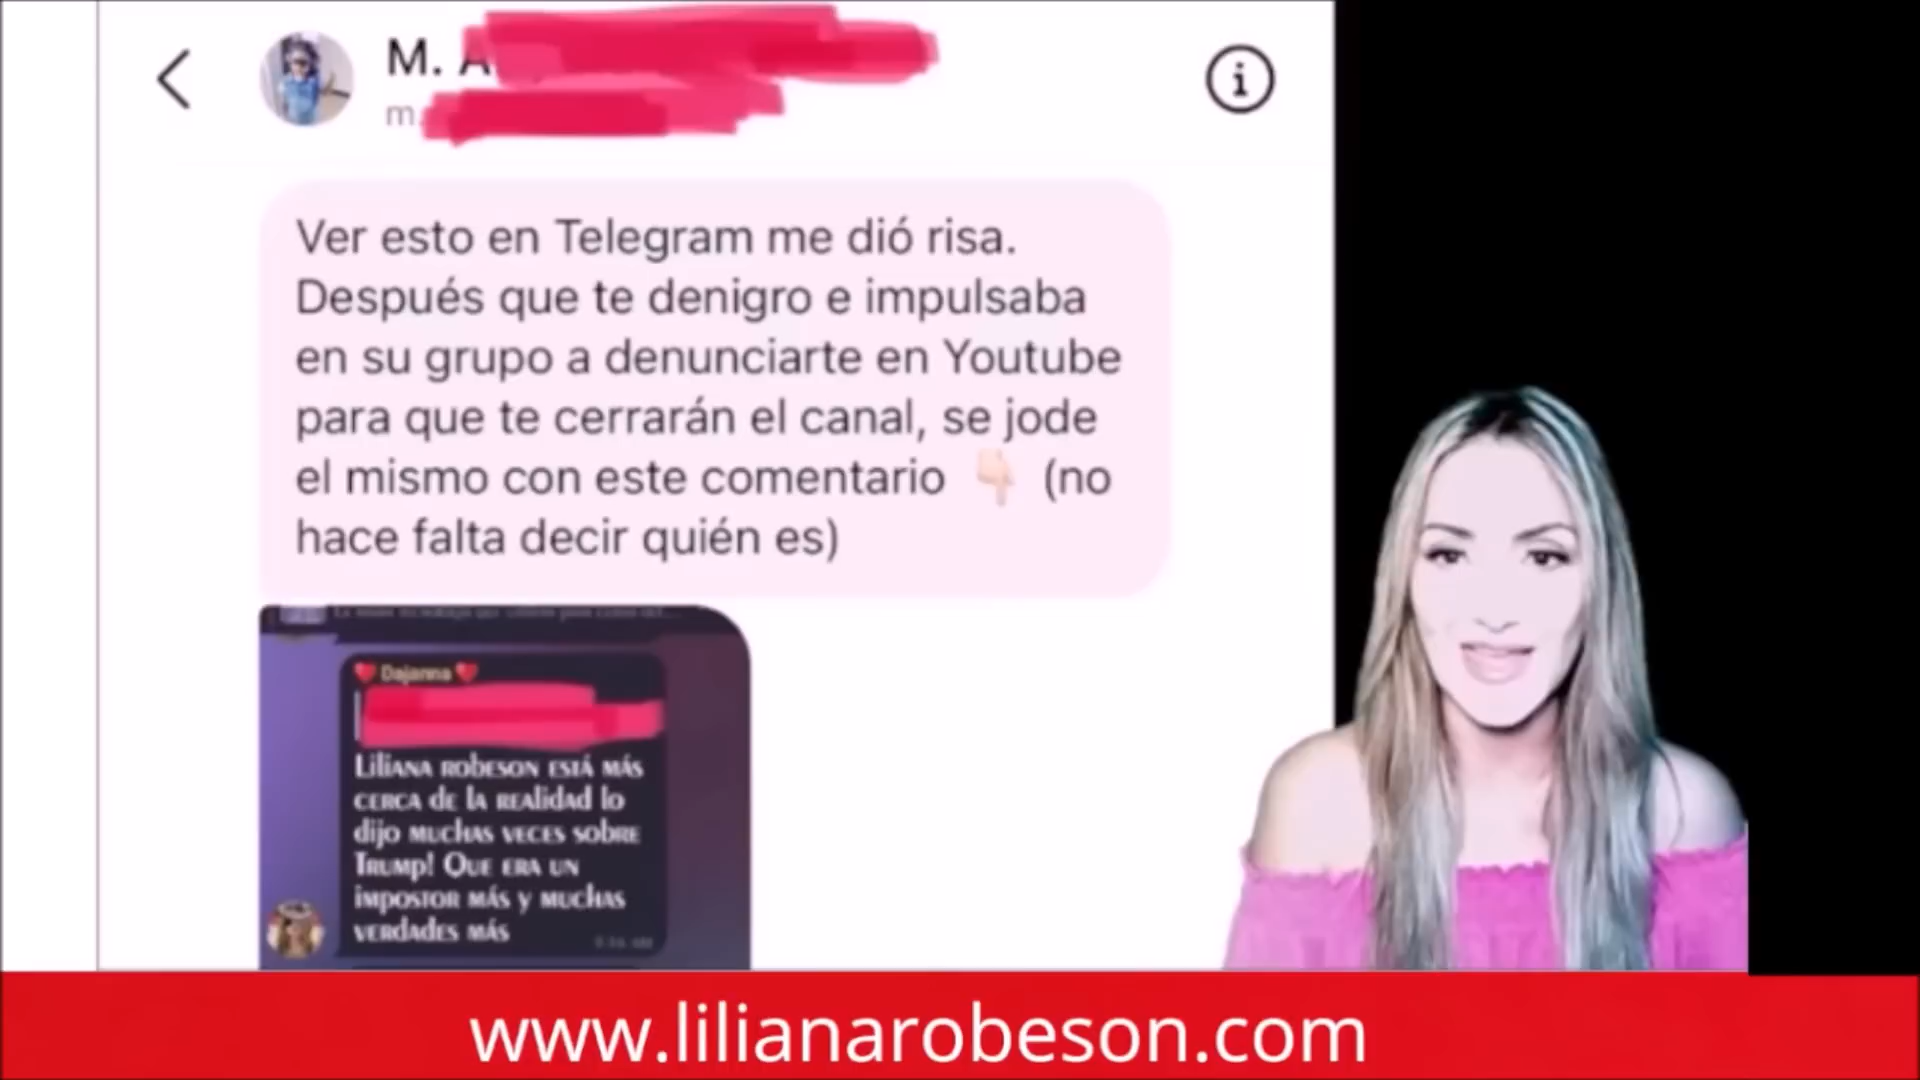 M. A
m.
Ver esto en Telegram me dió risa.
Después que te denigro e impulsaba
en su grupo a denunciarte en Youtube
para que te cerrarán el canal, se jode
el mismo con este comentario 👇🏻 (no
hace falta decir quién es)
❤️ Dajanna ❤️
Liliana robeson está más
cerca de la realidad lo
dijo muchas veces sobre
Trump! Que era un
impostor más y muchas
verdades más
www.lilianarobeson.com